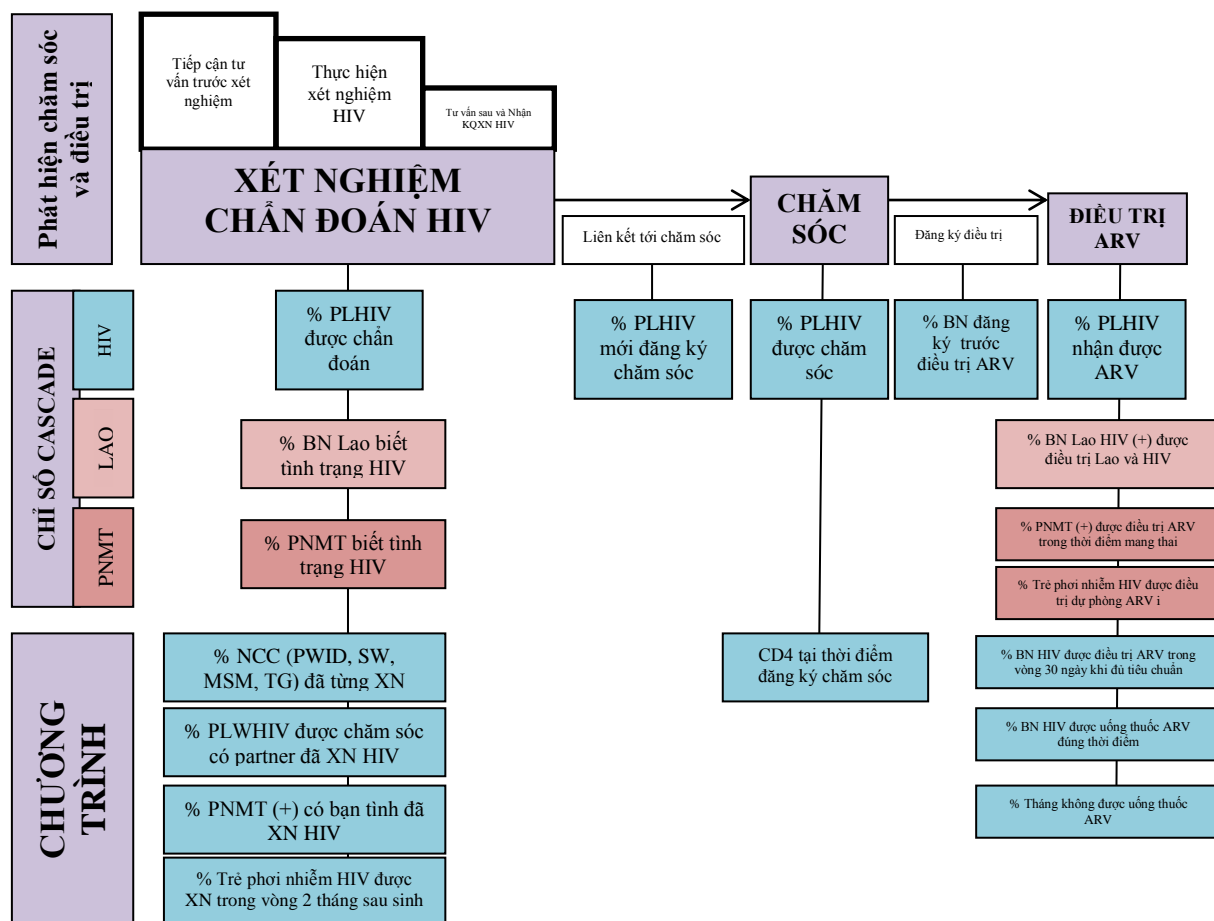 Phát hiện chăm sóc
và điều trị
Tiếp cận tư
vấn trước xét
nghiệm
Thực hiện
xét nghiệm
HIV
Tư vấn sau và Nhận
KQXN HIV
XÉT NGHIỆM
CHẨN ĐOÁN HIV
Liên kết tới chăm sóc
CHĂM
SÓC
Đăng ký điều trị
ĐIỀU TRỊ
ARV
CHỈ SỐ CASCADE
HIV
% PLHIV
được chẩn
đoán
% PLHIV
mới đăng ký
chăm sóc
% PLHIV
được chăm
sóc
% BN đăng
ký trước
điều trị ARV
% PLHIV
nhận được
ARV
LAO
% BN Lao biết
tình trạng HIV
% BN Lao HIV (+) được
điều trị Lao và HIV
PNMT
% PNMT biết tình
trạng HIV
% PNMT (+) được điều trị ARV
trong thời điểm mang thai
% Trẻ phơi nhiễm HIV được điều
trị dự phòng ARV i
CHƯƠNG
TRÌNH
% NCC (PWID, SW,
MSM, TG) đã từng XN
% PLWHIV được chăm sóc
có partner đã XN HIV
% PNMT (+) có bạn tình đã
XN HIV
% Trẻ phơi nhiễm HIV được
XN trong vòng 2 tháng sau sinh
CD4 tại thời điểm
đăng ký chăm sóc
% BN HIV được điều trị ARV trong
vòng 30 ngày khi đủ tiêu chuẩn
% BN HIV được uống thuốc ARV
đúng thời điểm
% Tháng không được uống thuốc
ARV